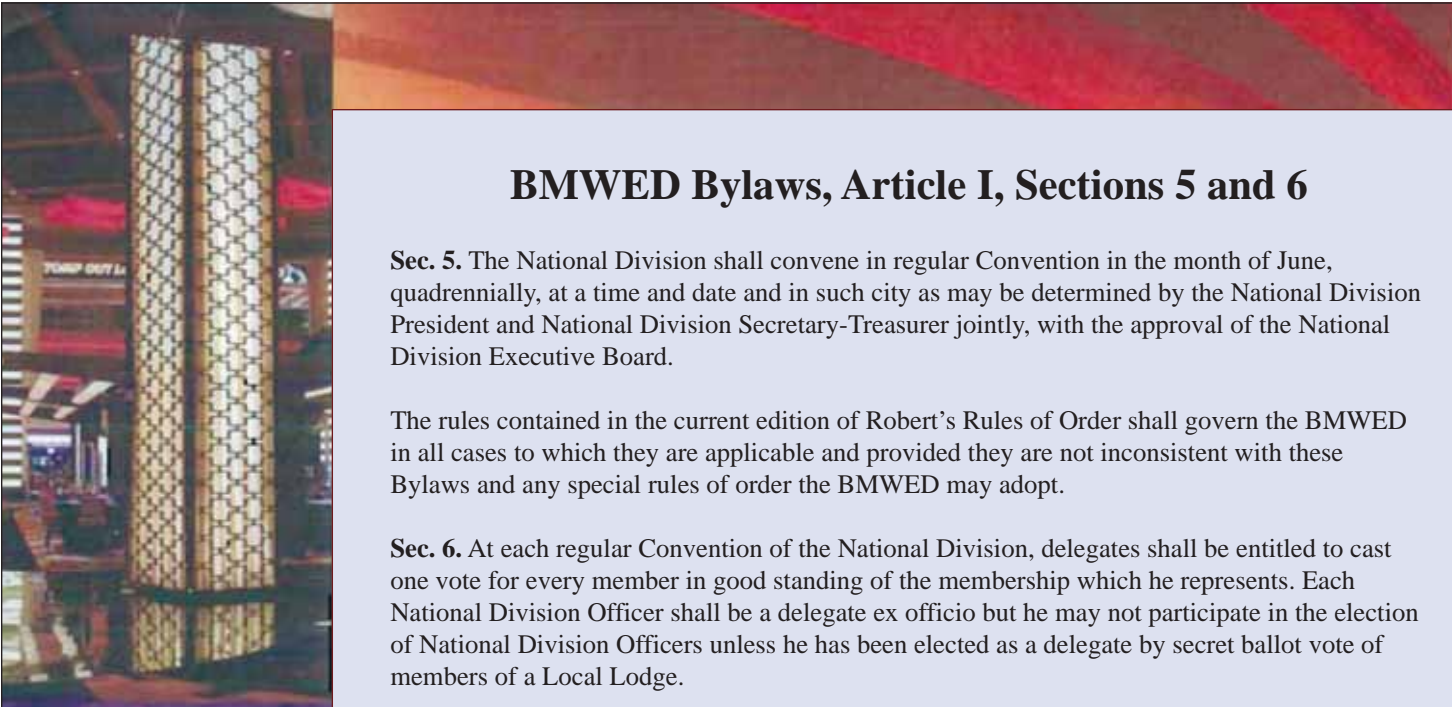 BMWED Bylaws, Article I, Sections 5 and 6
Sec. 5. The National Division shall convene in regular Convention in the month of June,
quadrennially, at a time and date and in such city as may be determined by the National Division
President and National Division Secretary-Treasurer jointly, with the approval of the National
Division Executive Board.
The rules contained in the current edition of Robert’s Rules of Order shall govern the BMWED
in all cases to which they are applicable and provided they are not inconsistent with these
Bylaws and any special rules of order the BMWED may adopt.
Sec. 6. At each regular Convention of the National Division, delegates shall be entitled to cast
one vote for every member in good standing of the membership which he represents. Each
National Division Officer shall be a delegate ex officio but he may not participate in the election
of National Division Officers unless he has been elected as a delegate by secret ballot vote of
members of a Local Lodge.